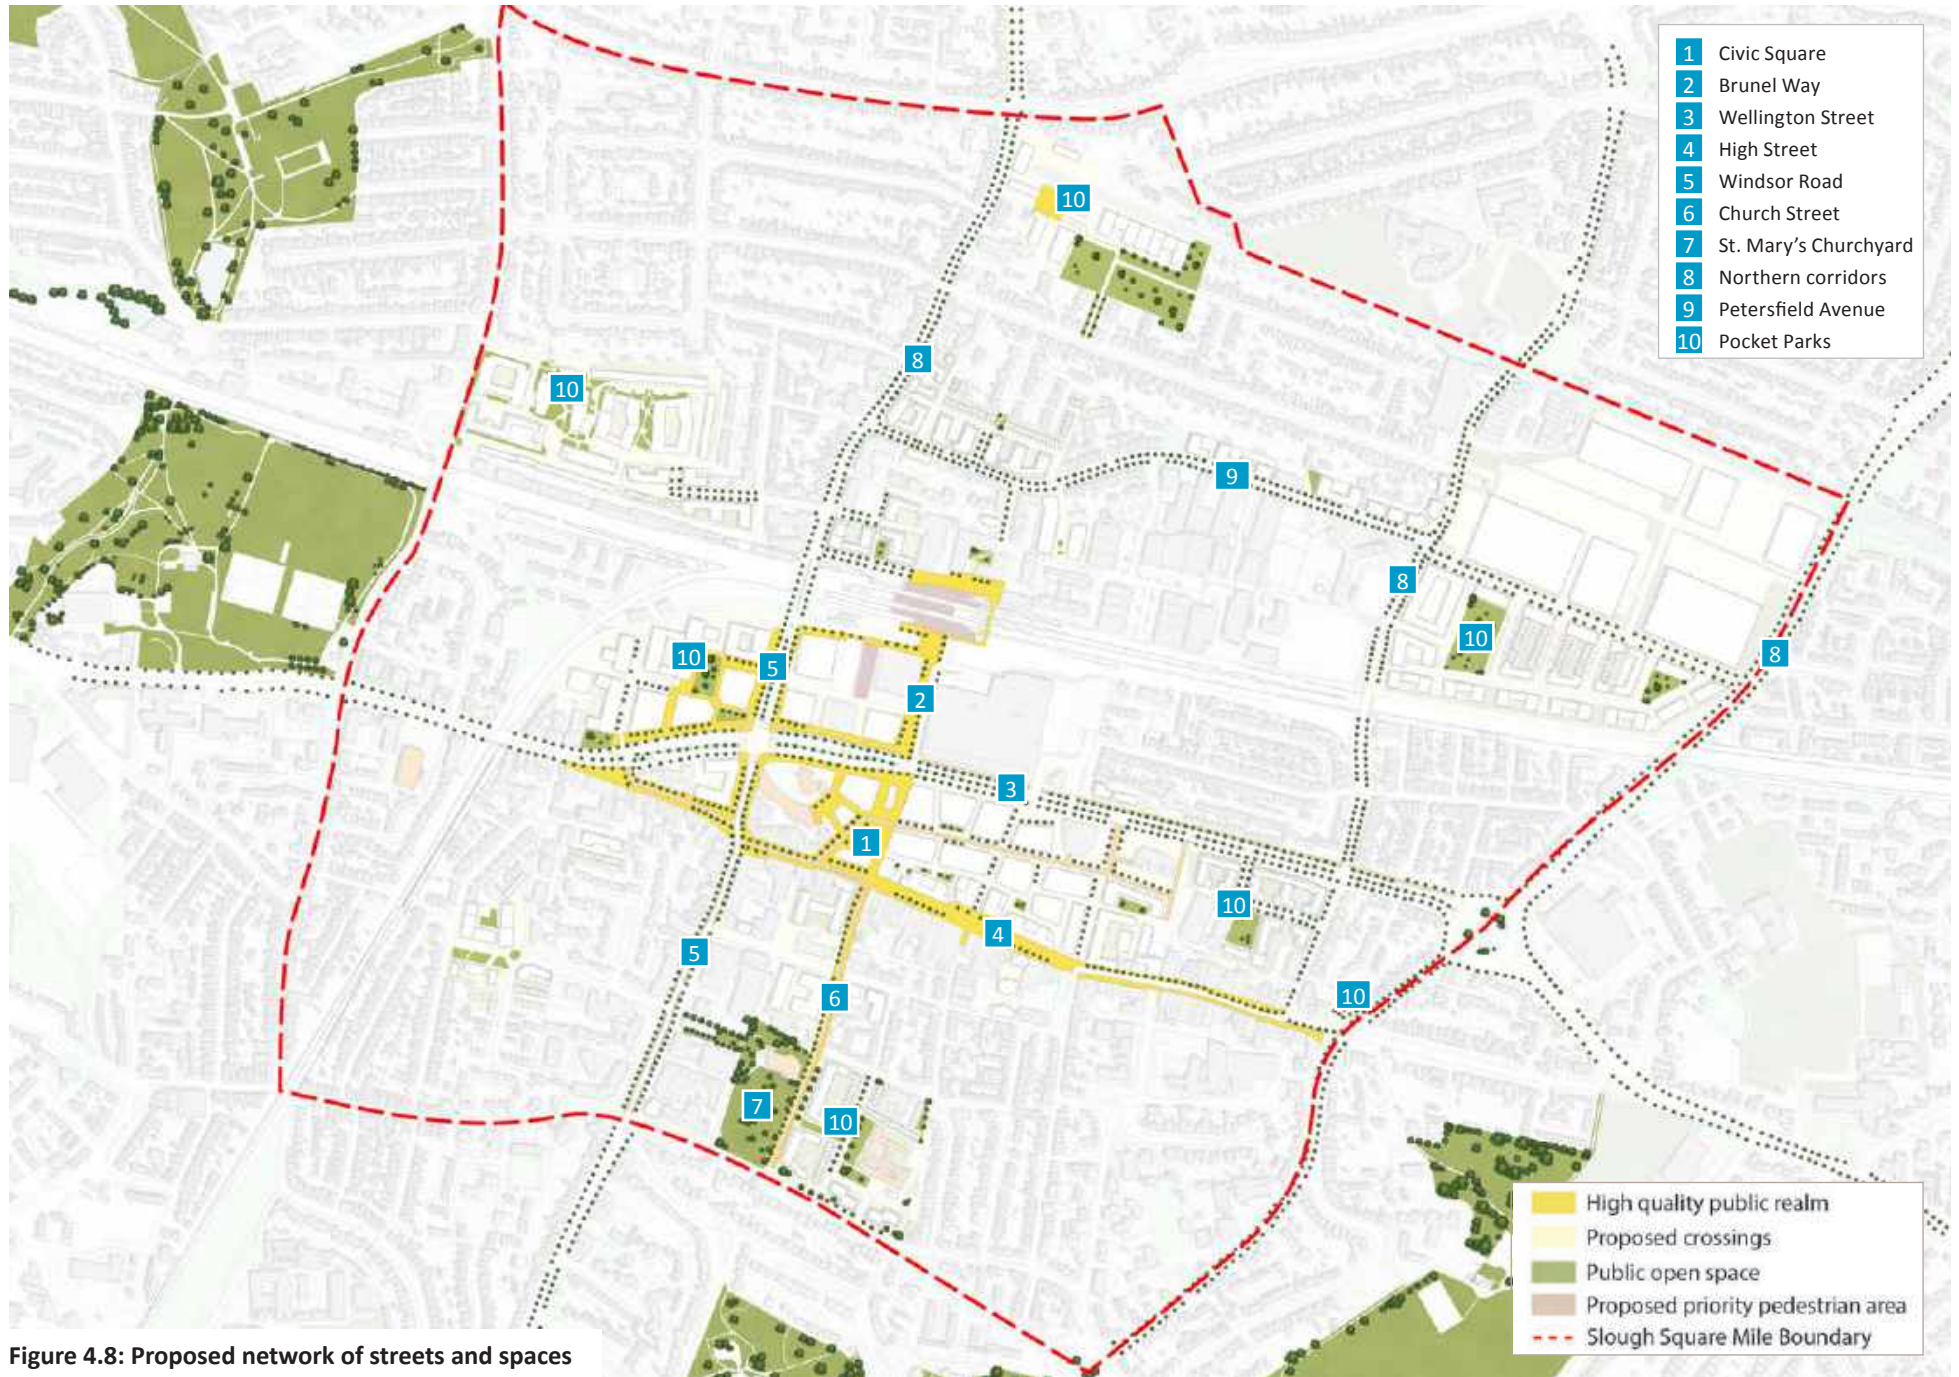 1 Civic Square
2 Brunel Way
3 Wellington Street
4 High Street
5 Windsor Road
6 Church Street
7 St. Mary’s Churchyard
8 Northern corridors
9 Petersfield Avenue
10 Pocket Parks
10
8
10
9
8
10
10
8
5
2
3
1
10
4
5
6
10
7
10
High quality public realm
Proposed crossings
Public open space
Proposed priority pedestrian area
Slough Square Mile Boundary
Figure 4.8: Proposed network of streets and spaces